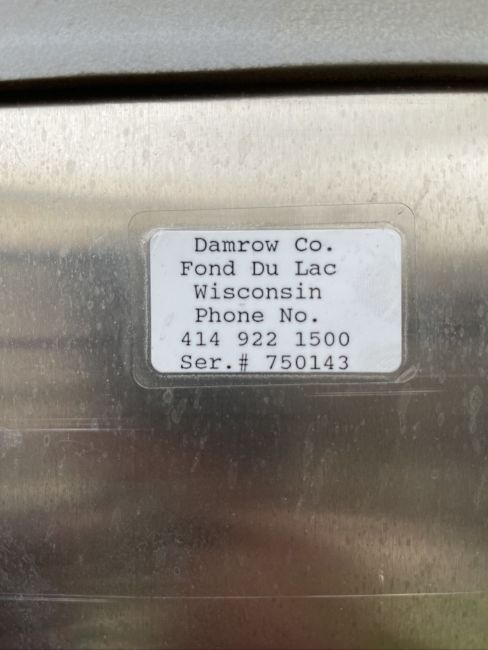 Damrow Co.
Fond Du Lac
Wisconsin
Phone No.
414 922 1500
Ser.# 750143